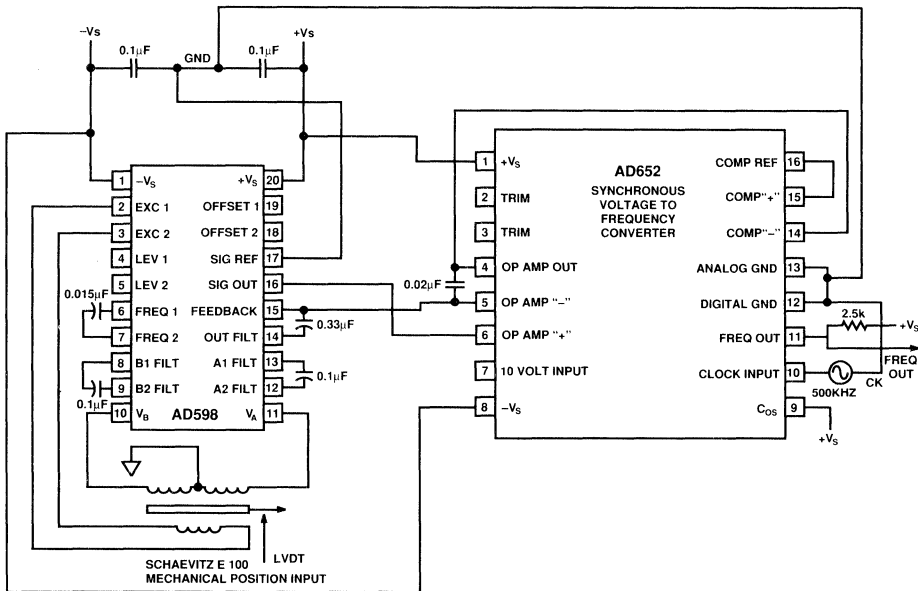 −Vs
+Vs
0.1μF
GND
0.1μF
1 −VS
2 EXC 1
3 EXC 2
4 LEV 1
5 LEV 2
6 FREQ 1
7 FREQ 2
8 B1 FILT
9 B2 FILT
10 VB
+VS 20
OFFSET 1 19
OFFSET 2 18
SIG REF 17
SIG OUT 16
FEEDBACK 15
OUT FILT 14
A1 FILT 13
A2 FILT 12
VA 11
AD598
0.015μF
0.1μF
0.33μF
0.1μF
0.02μF
AD652
SYNCHRONOUS
VOLTAGE TO
FREQUENCY
CONVERTER
1 +VS
2 TRIM
3 TRIM
4 OP AMP OUT
5 OP AMP "–"
6 OP AMP "+"
7 10 VOLT INPUT
8 −VS
COMP REF 16
COMP"+" 15
COMP"–" 14
ANALOG GND 13
DIGITAL GND 12
FREQ OUT 11
CLOCK INPUT 10
COS 9
2.5k
+VS
FREQ
OUT
500KHZ
CK
+VS
LVDT
SCHAEVITZ E 100
MECHANICAL POSITION INPUT